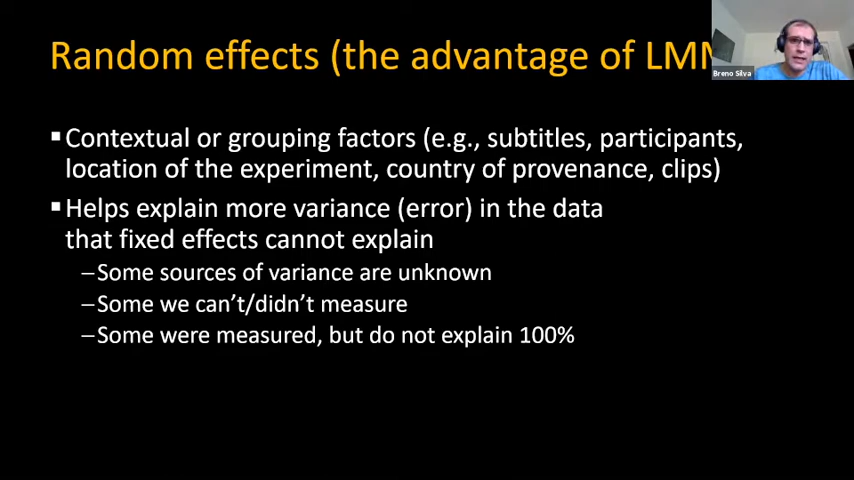 Random effects (the advantage of LMM
Breno Silva
▪Contextual or grouping factors (e.g., subtitles, participants,
location of the experiment, country of provenance, clips)
▪Helps explain more variance (error) in the data
that fixed effects cannot explain
–Some sources of variance are unknown
–Some we can't/didn't measure
–Some were measured, but do not explain 100%